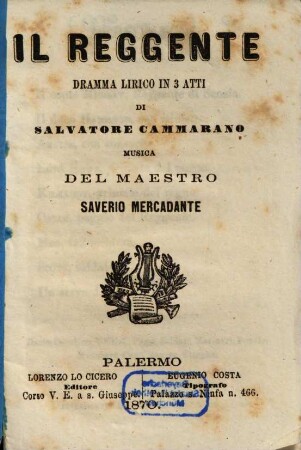 IL REGGENTE
DRAMMA LIRICO IN 3 ATTI
DI
SALVATORE CAMMARANO
MUSICA
DEL MAESTRO
SAVERIO MERCADANTE
PALERMO
LORENZO LO CICERO EUGENIO COSTA
Editore Tipografo
Corso V. E. a s. Giuseppe. Palazzo s. Ninfa n. 466.
1870.